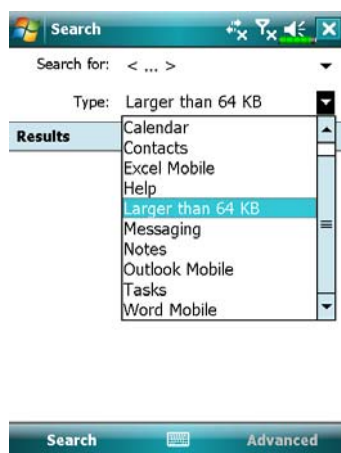 Search
Search for: < ... >
Type: Larger than 64 KB
Results
Calendar
Contacts
Excel Mobile
Help
Larger than 64 KB
Messaging
Notes
Outlook Mobile
Tasks
Word Mobile
Search Advanced